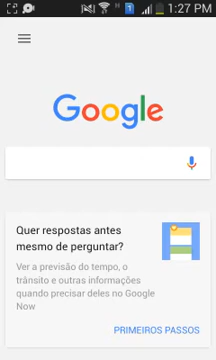 H 1 1:27 PM
Google
Quer respostas antes
mesmo de perguntar?
Ver a previsão do tempo, o
trânsito e outras informações
quando precisar deles no Google
Now
PRIMEIROS PASSOS